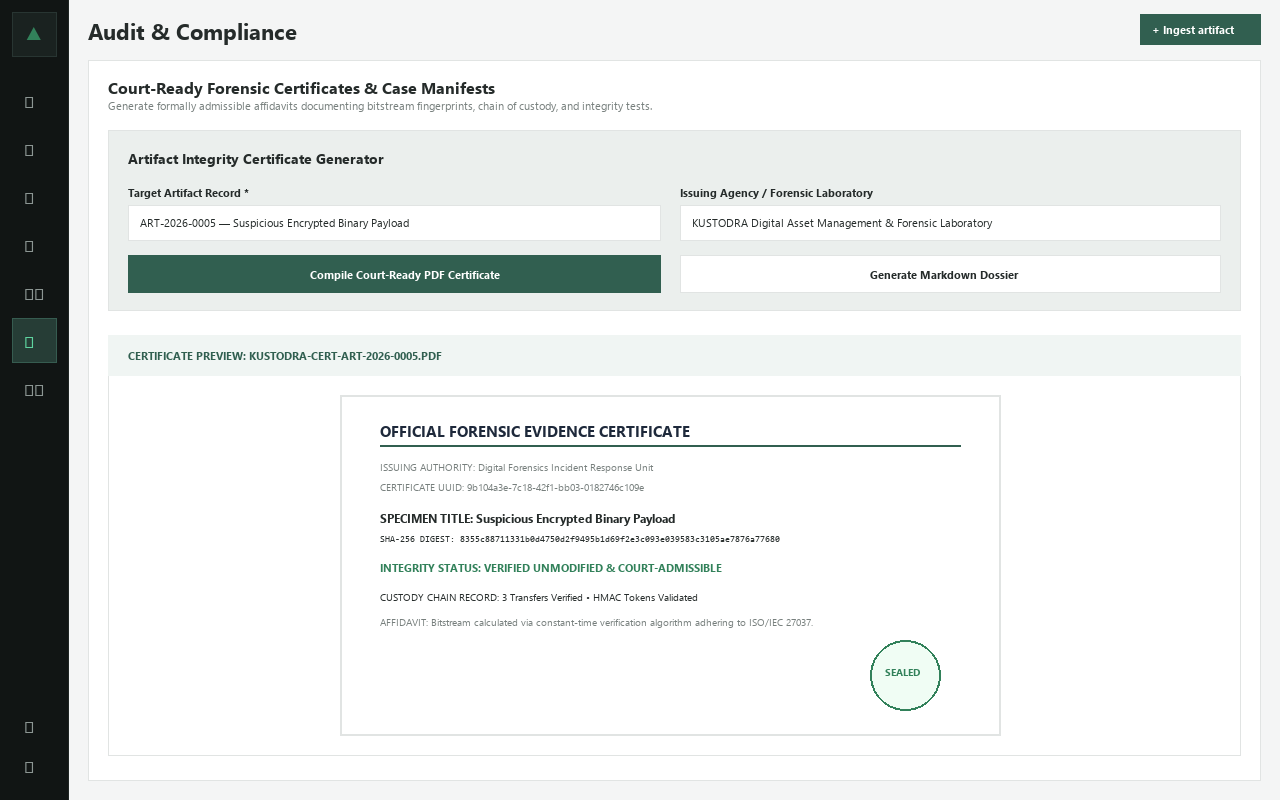 Audit & Compliance
+ Ingest artifact
Court-Ready Forensic Certificates & Case Manifests
Generate formally admissible affidavits documenting bitstream fingerprints, chain of custody, and integrity tests.
Artifact Integrity Certificate Generator
Target Artifact Record *
Issuing Agency / Forensic Laboratory
ART-2026-0005 — Suspicious Encrypted Binary Payload
KUSTODRA Digital Asset Management & Forensic Laboratory
Compile Court-Ready PDF Certificate
Generate Markdown Dossier
CERTIFICATE PREVIEW: KUSTODRA-CERT-ART-2026-0005.PDF
OFFICIAL FORENSIC EVIDENCE CERTIFICATE
ISSUING AUTHORITY: Digital Forensics Incident Response Unit
CERTIFICATE UUID: 9b104a3e-7c18-42f1-bb03-0182746c109e
SPECIMEN TITLE: Suspicious Encrypted Binary Payload
SHA-256 DIGEST: 8355c88711331b0d4750d2f9495b1d69f2e3c093e039583c3105ae7876a77680
INTEGRITY STATUS: VERIFIED UNMODIFIED & COURT-ADMISSIBLE
CUSTODY CHAIN RECORD: 3 Transfers Verified • HMAC Tokens Validated
AFFIDAVIT: Bitstream calculated via constant-time verification algorithm adhering to ISO/IEC 27037.
SEALED